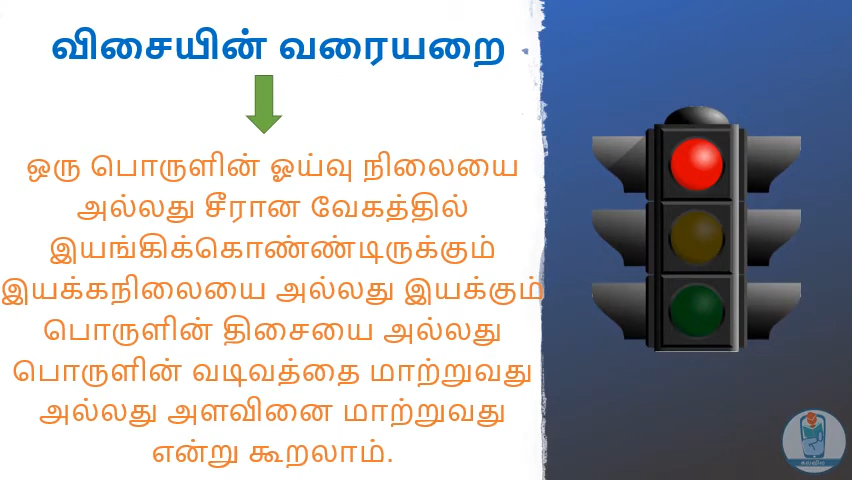 விசையின் வரையறை
ஒரு பொருளின் ஓய்வு நிலையை
அல்லது சீரான வேகத்தில்
இயங்கிக்கொண்ண்டிருக்கும்
இயக்கநிலையை அல்லது இயக்கும்
பொருளின் திசையை அல்லது
பொருளின் வடிவத்தை மாற்றுவது
அல்லது அளவினை மாற்றுவது
என்று கூறலாம்.